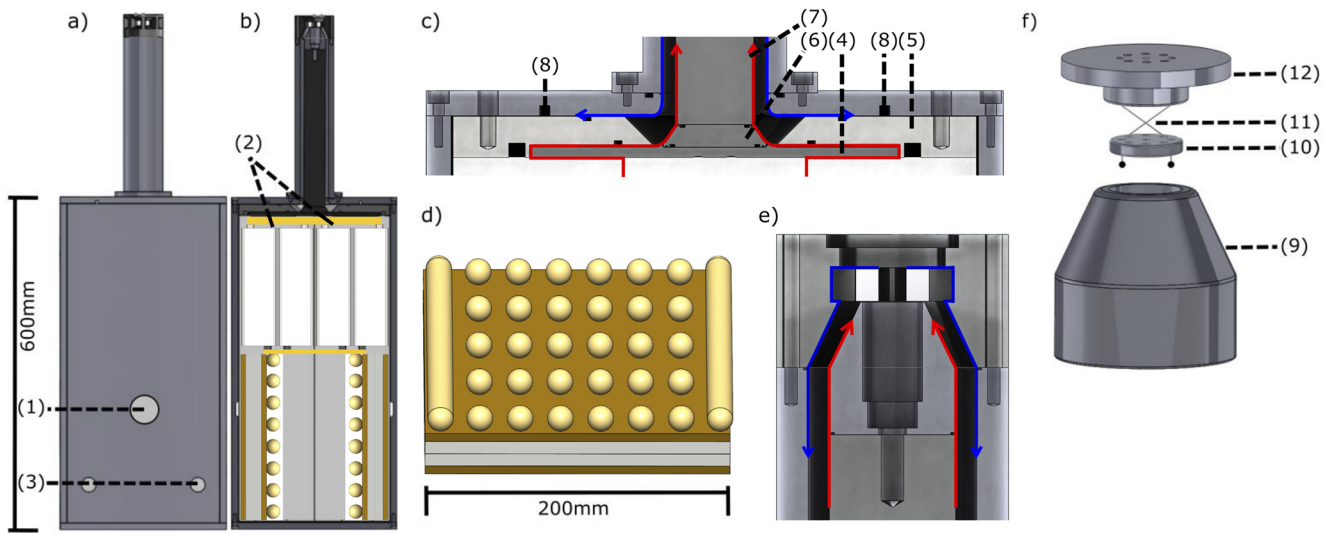 a)
b)
c)
(7)
(6)(4)
(8)(5)
f)
(8)
(12)
(11)
(10)
(2)
d)
e)
(9)
600mm
(1)
(3)
200mm